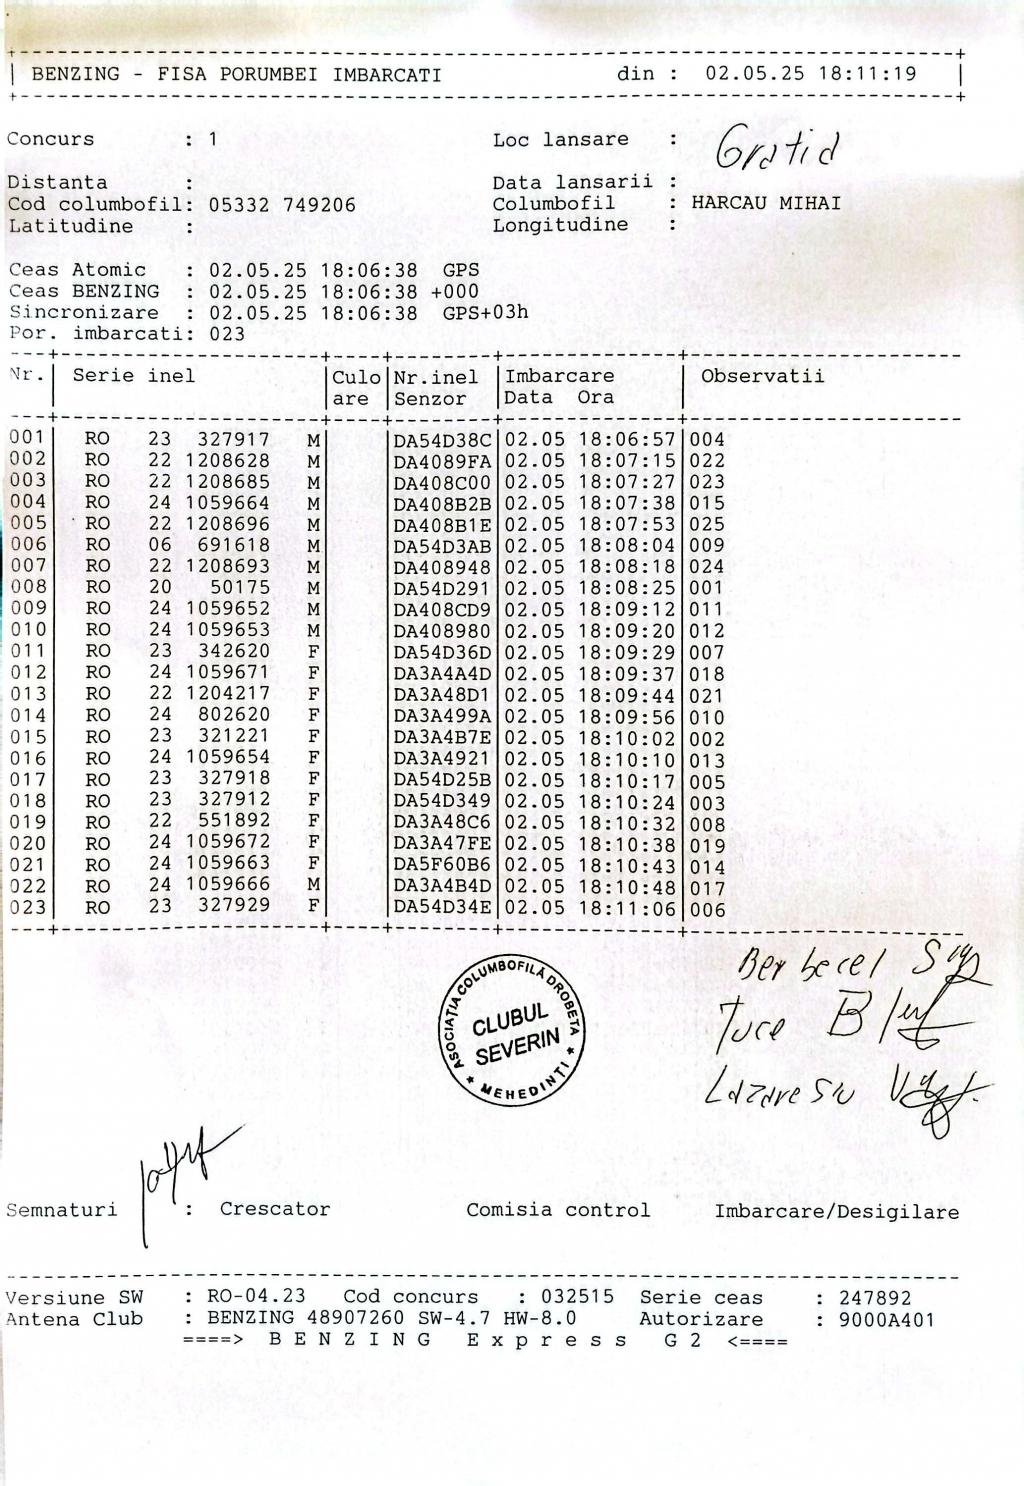 BENZING - FISA PORUMBEI IMBARCATI din : 02.05.25 18:11:19
Concurs : 1 Loc lansare : Gratia
Distanta : Data lansarii :
Cod columbofil: 05332 749206 Columbofil : HARCAU MIHAI
Latitudine : Longitudine :
Ceas Atomic : 02.05.25 18:06:38 GPS
Ceas BENZING : 02.05.25 18:06:38 +000
Sincronizare : 02.05.25 18:06:38 GPS+03h
Por. imbarcati: 023
Nr. Serie inel Culo Nr.inel Imbarcare Observatii
are Senzor Data Ora
001 RO 23 327917 M DA54D38C 02.05 18:06:57 004
002 RO 22 1208628 M DA4089FA 02.05 18:07:15 022
003 RO 22 1208685 M DA408C00 02.05 18:07:27 023
004 RO 24 1059664 M DA408B2B 02.05 18:07:38 015
005 RO 22 1208696 M DA408B1E 02.05 18:07:53 025
006 RO 06 691618 M DA54D3AB 02.05 18:08:04 009
007 RO 22 1208693 M DA408948 02.05 18:08:18 024
008 RO 20 50175 M DA54D291 02.05 18:08:25 001
009 RO 24 1059652 M DA408CD9 02.05 18:09:12 011
010 RO 24 1059653 M DA408980 02.05 18:09:20 012
011 RO 23 342620 F DA54D36D 02.05 18:09:29 007
012 RO 24 1059671 F DA3A4A4D 02.05 18:09:37 018
013 RO 22 1204217 F DA3A48D1 02.05 18:09:44 021
014 RO 24 802620 F DA3A499A 02.05 18:09:56 010
015 RO 23 321221 F DA3A4B7E 02.05 18:10:02 002
016 RO 24 1059654 F DA3A4921 02.05 18:10:10 013
017 RO 23 327918 F DA54D25B 02.05 18:10:17 005
018 RO 23 327912 F DA54D349 02.05 18:10:24 003
019 RO 22 551892 F DA3A48C6 02.05 18:10:32 008
020 RO 24 1059672 F DA3A47FE 02.05 18:10:38 019
021 RO 24 1059663 F DA5F60B6 02.05 18:10:43 014
022 RO 24 1059666 M DA3A4B4D 02.05 18:10:48 017
023 RO 23 327929 F DA54D34E 02.05 18:11:06 006
Berbecel
ASOCIAȚIA COLUMBOFILĂ DROBETA
CLUBUL
SEVERIN
* MEHEDINȚI *
Tuce
Lazarescu
Semnaturi : Crescator Comisia control Imbarcare/Desigilare
Versiune SW : RO-04.23 Cod concurs : 032515 Serie ceas : 247892
Antena Club : BENZING 48907260 SW-4.7 HW-8.0 Autorizare : 9000A401
====> B E N Z I N G E x p r e s s G 2 <====